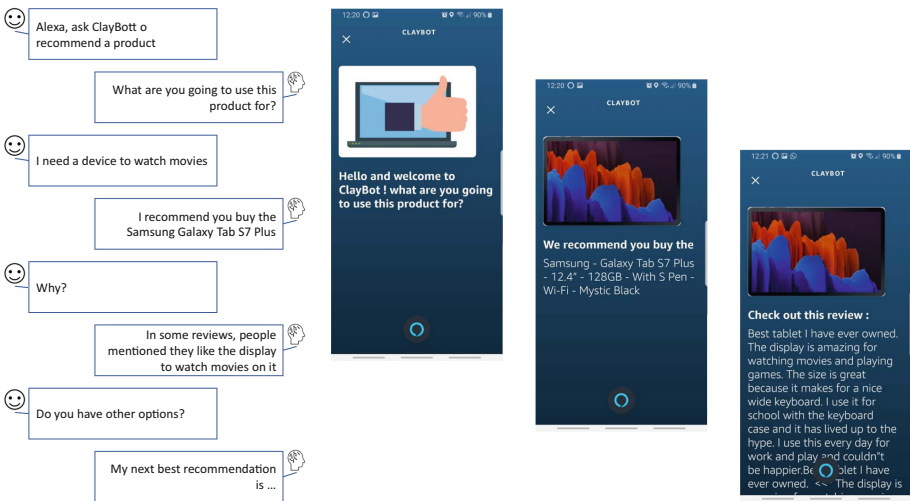 Alexa, ask ClayBott o
recommend a product
What are you going to use this
product for?
I need a device to watch movies
I recommend you buy the
Samsung Galaxy Tab S7 Plus
Why?
In some reviews, people
mentioned they like the display
to watch movies on it
Do you have other options?
My next best recommendation
is ...
12:20
90%
CLAYBOT
Hello and welcome to
ClayBot ! what are you going
to use this product for?
12:20
90%
CLAYBOT
We recommend you buy the
Samsung - Galaxy Tab S7 Plus
- 12.4" - 128GB - With S Pen -
Wi-Fi - Mystic Black
12:21
90%
CLAYBOT
Check out this review :
Best tablet I have ever owned.
The display is amazing for
watching movies and playing
games. The size is great
because it makes for a nice
wide keyboard. I use it for
school with the keyboard
case and it has lived up to the
hype. I use this every day for
work and play and couldn"t
be happier.Be blet I have
ever owned. << The display is